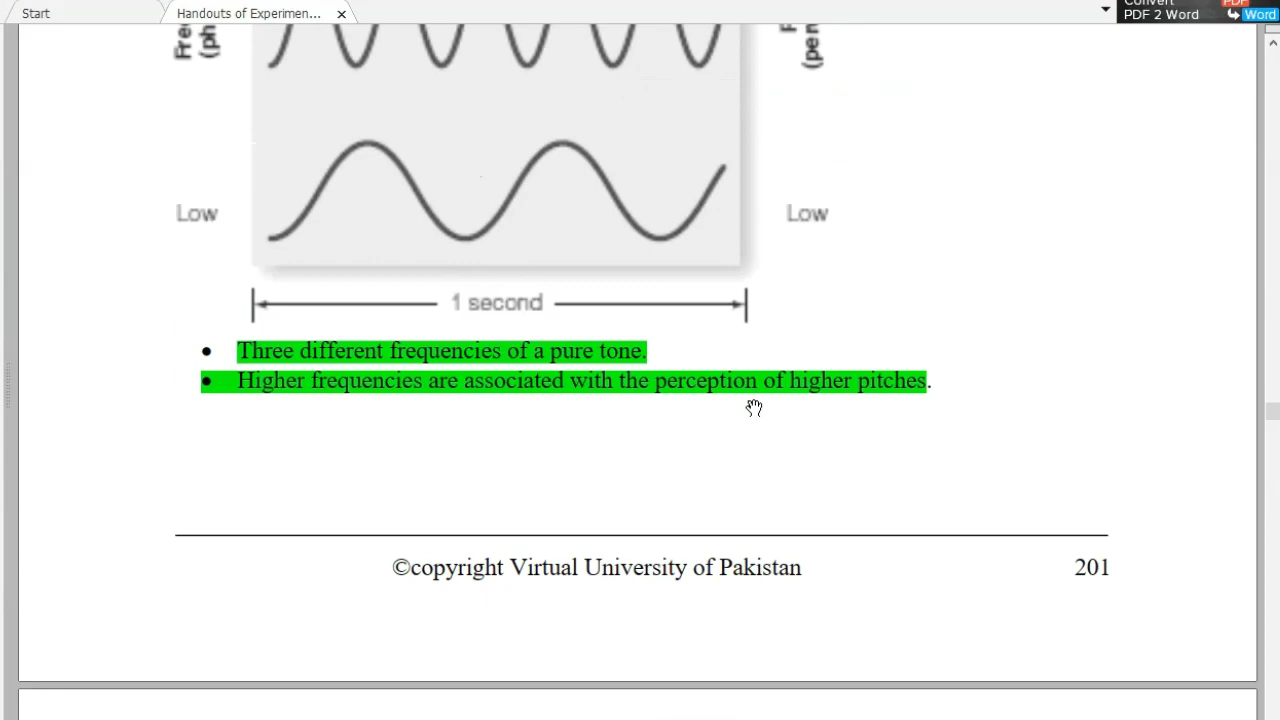 Start
Handouts of Experimen...
PDF
PDF 2 Word
Word
Low
Low
1 second
• Three different frequencies of a pure tone.
• Higher frequencies are associated with the perception of higher pitches.
©copyright Virtual University of Pakistan
201